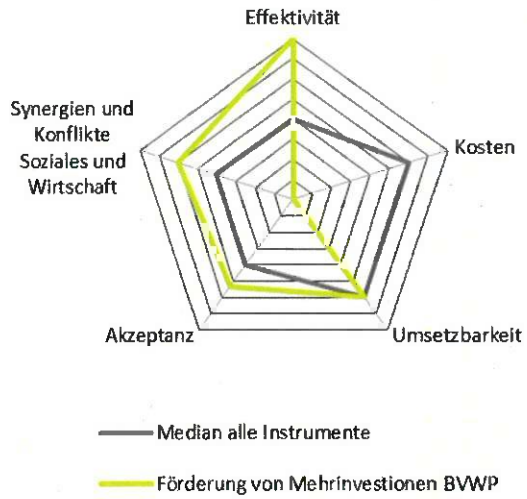 Effektivität
Synergien und
Konflikte
Soziales und
Wirtschaft
Kosten
Akzeptanz
Umsetzbarkeit
Median alle Instrumente
Förderung von Mehrinvestionen BVWP